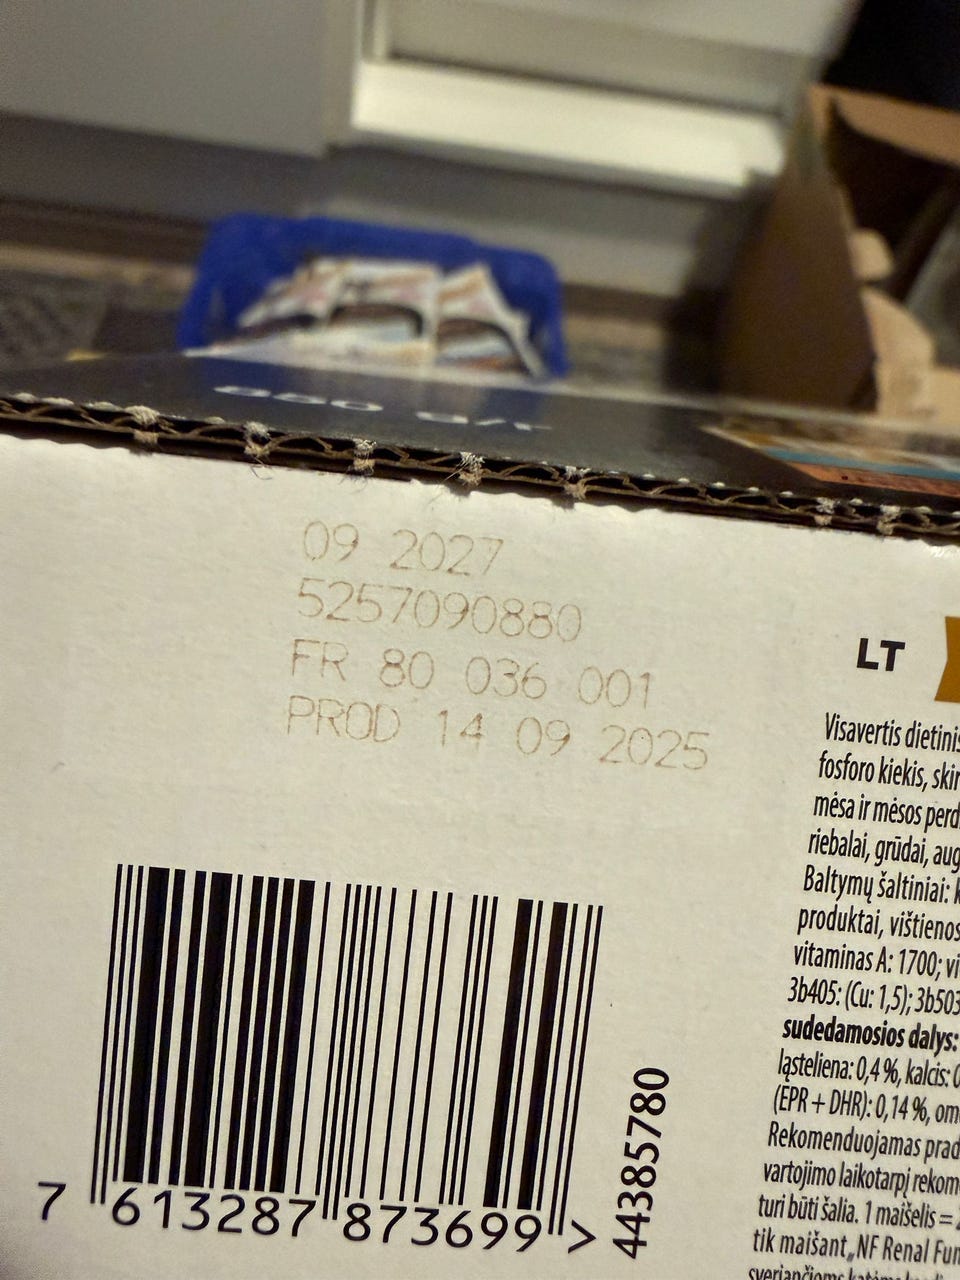 09 2027
5257090880
FR 80 036 001
PROD 14 09 2025
7 613287 873699 >
44385780
LT
Visavertis dietinis
fosforo kiekis, skir
mėsa ir mėsos perd
riebalai, grūdai, aug
Baltymų šaltiniai: k
produktai, vištienos
vitaminas A: 1700; vi
3b405: (Cu: 1,5); 3b503
sudedamosios dalys:
ląsteliena: 0,4 %, kalcis: 0
(EPR + DHR): 0,14 %, om
Rekomenduojamas prad
vartojimo laikotarpį rekom
turi būti šalia. 1 maišelis = 2
tik maišant „NF Renal Fun